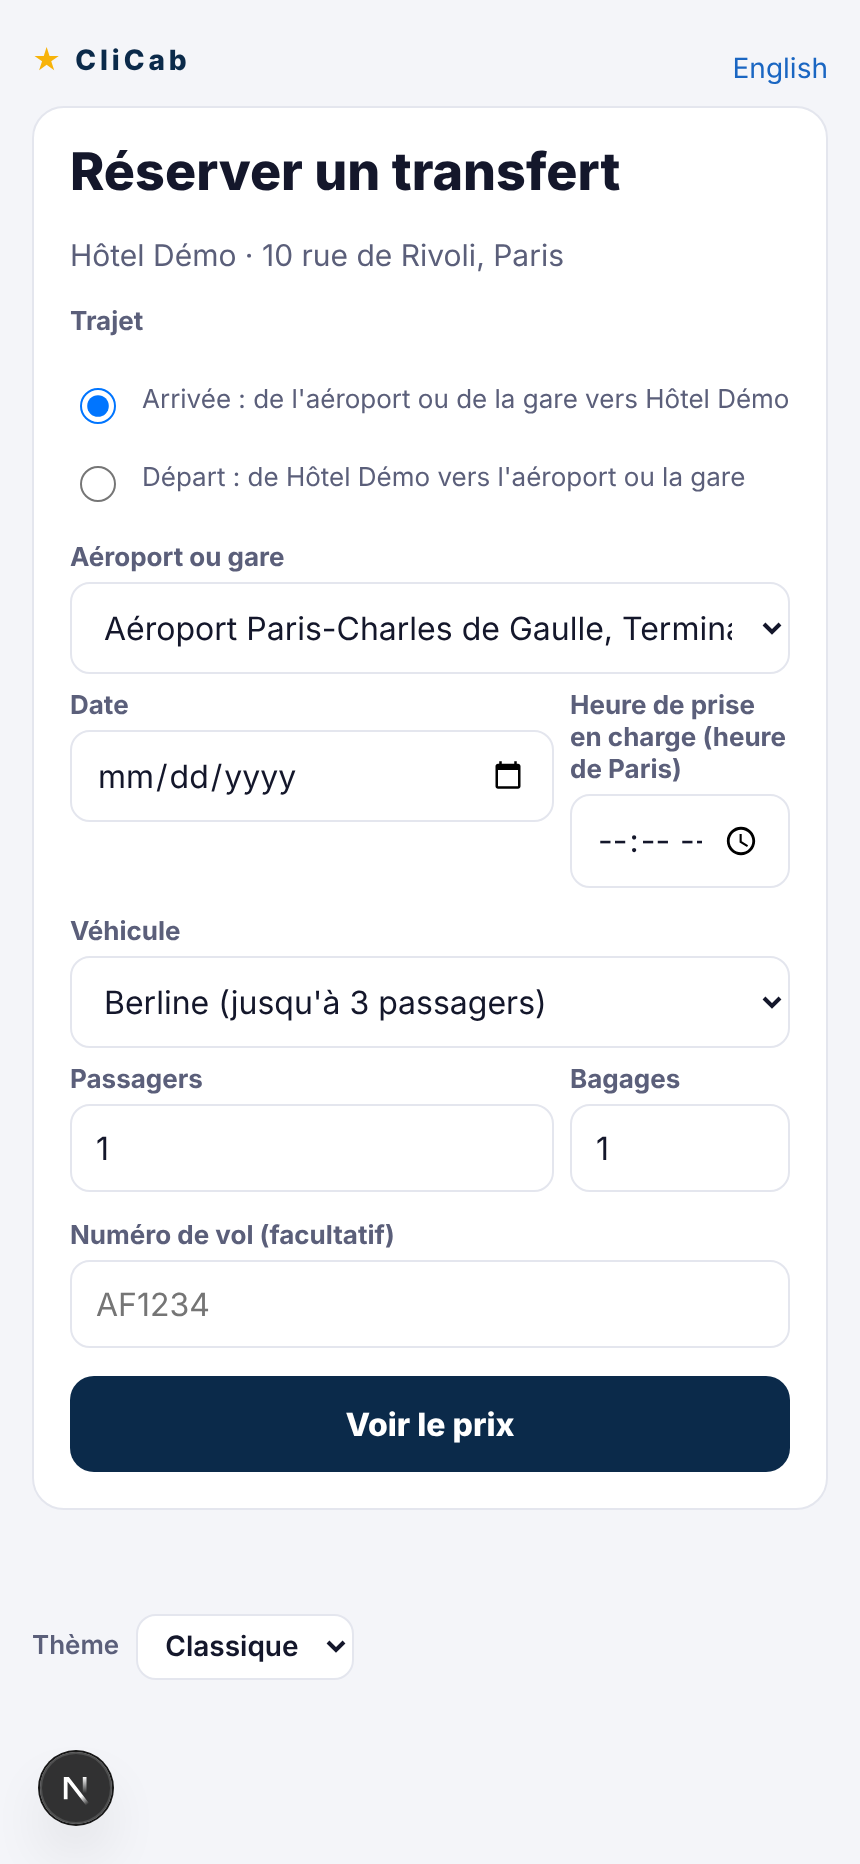 ★ CliCab
English
Réserver un transfert
Hôtel Démo · 10 rue de Rivoli, Paris
Trajet
Arrivée : de l'aéroport ou de la gare vers Hôtel Démo
Départ : de Hôtel Démo vers l'aéroport ou la gare
Aéroport ou gare
Aéroport Paris-Charles de Gaulle, Termina
Date
mm/dd/yyyy
Heure de prise
en charge (heure
de Paris)
--:-- --
Véhicule
Berline (jusqu'à 3 passagers)
Passagers
1
Bagages
1
Numéro de vol (facultatif)
AF1234
Voir le prix
Thème
Classique
N